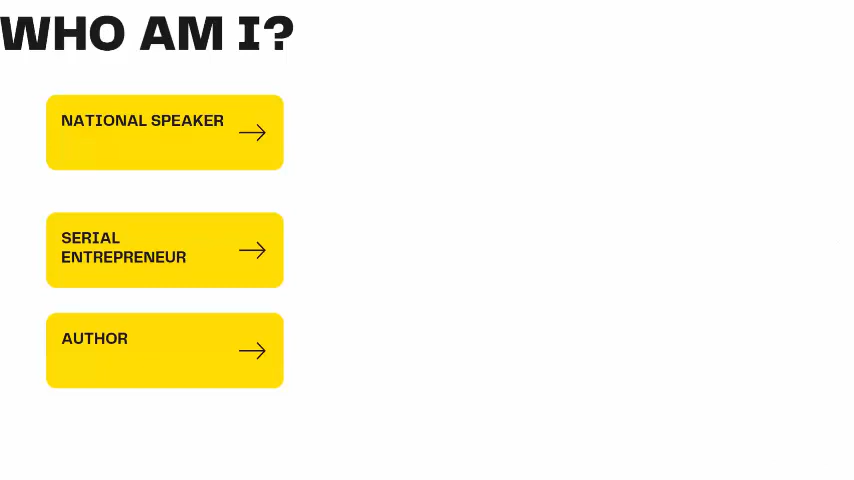 WHO AM I?
NATIONAL SPEAKER
SERIAL
ENTREPRENEUR
AUTHOR